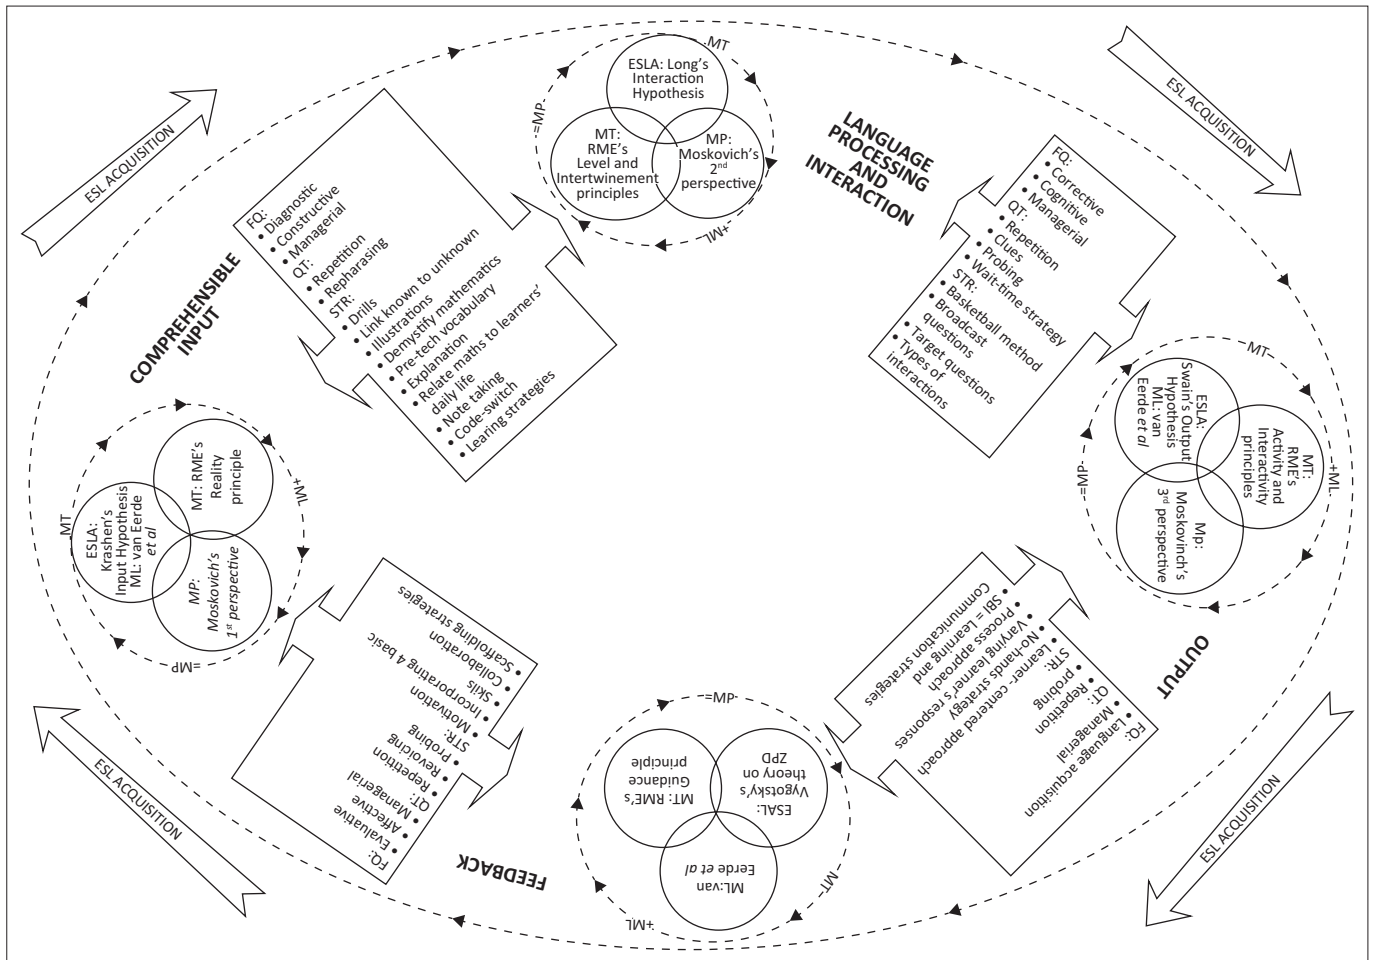 ESL ACQUISITION
COMPREHENSIBLE
INPUT
FQ:
• Diagnostic
• Constructive
• Managerial
QT:
• Repetition
• Repharasing
STR:
• Drills
• Link known to unknown
• Illustrations
• Demystify mathematics
• Pre-tech vocabulary
• Explanation
• Relate maths to learners'
daily life
• Note taking
• Code-switch
• Learing strategies
-MT
ESLA: Long's
Interaction
Hypothesis
MT:
RME's
Level and
Intertwinement
principles
MP:
Moskovich's
2nd
perspective
=MP-
+ML
LANGUAGE
PROCESSING
AND
INTERACTION
ESL ACQUISITION
FQ:
• Corrective
• Cognitive
• Managerial
QT:
• Repetition
• Clues
• Probing
• Wait-time strategy
STR:
• Basketball method
• Broadcast
questions
• Target questions
• Types of
interactions
MT-
ESLA:
Swain's Output
Hypothesis
ML: van
Eerde et al
MT:
RME's
Activity and
Interactivity
principles
Mp:
Moskovinch's
3rd perspective
+ML
=MP-
OUTPUT
ESL ACQUISITION
FQ:
• Language acquisition
• Managerial
QT:
• Repetition
• probing
STR:
• Learner- centered approach
• No-hands strategy
• Varying learner's responses
• Process approach
• SBI = Learning and
Communication strategies
=MP-
ESAL:
Vygotsky's
theory on
ZPD
MT: RME's
Guidance
principle
ML:van
Eerde et al
MT-
+ML
FEEDBACK
FQ:
• Evaluative
• Affective
• Managerial
QT:
• Repetition
• Revoicing
• Probing
STR:
• Motivation
• Incorporating 4 basic
Skils
• Collaboration
• Scaffolding strategies
ESL ACQUISITION
MT
ESLA:
Krashen's
Input Hypothesis
ML: van Eerde
et al
MT: RME's
Reality
principle
MP:
Moskovich's
1st perspective
+ML
=MP